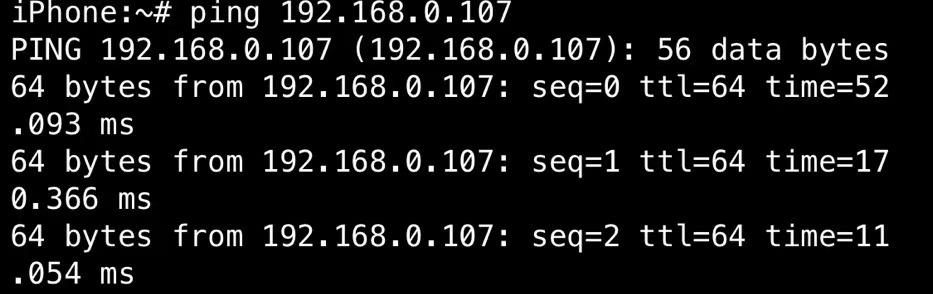 iPhone:~# ping 192.168.0.107
PING 192.168.0.107 (192.168.0.107): 56 data bytes
64 bytes from 192.168.0.107: seq=0 ttl=64 time=52
.093 ms
64 bytes from 192.168.0.107: seq=1 ttl=64 time=17
0.366 ms
64 bytes from 192.168.0.107: seq=2 ttl=64 time=11
.054 ms